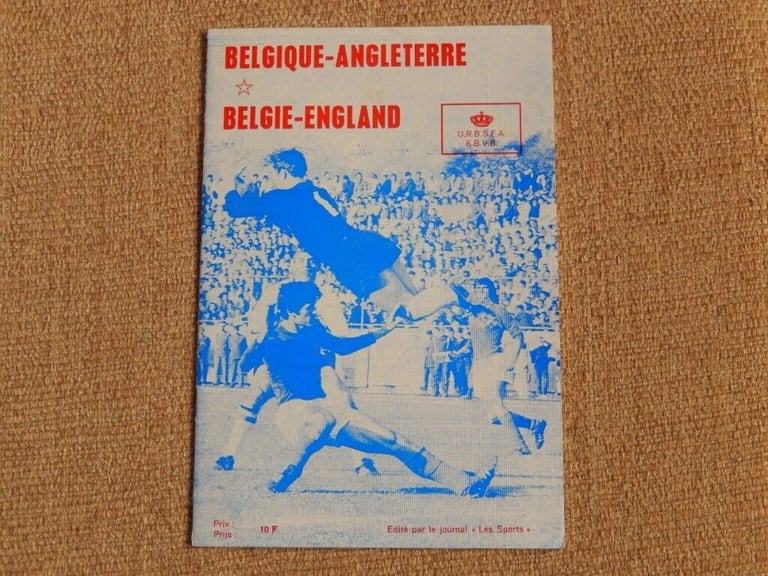 BELGIQUE-ANGLETERRE
BELGIE-ENGLAND
U.R.B.S.F.A.
K.B.V.B.
Prix :
Prijs : 10 F.
Edité par le journal « Les Sports »